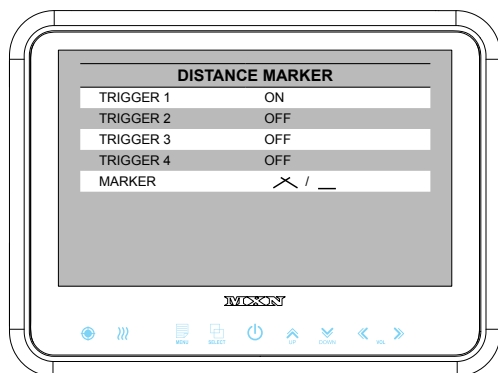 DISTANCE MARKER
TRIGGER 1 ON
TRIGGER 2 OFF
TRIGGER 3 OFF
TRIGGER 4 OFF
MARKER / __
MXN
MENU SELECT UP DOWN VOL